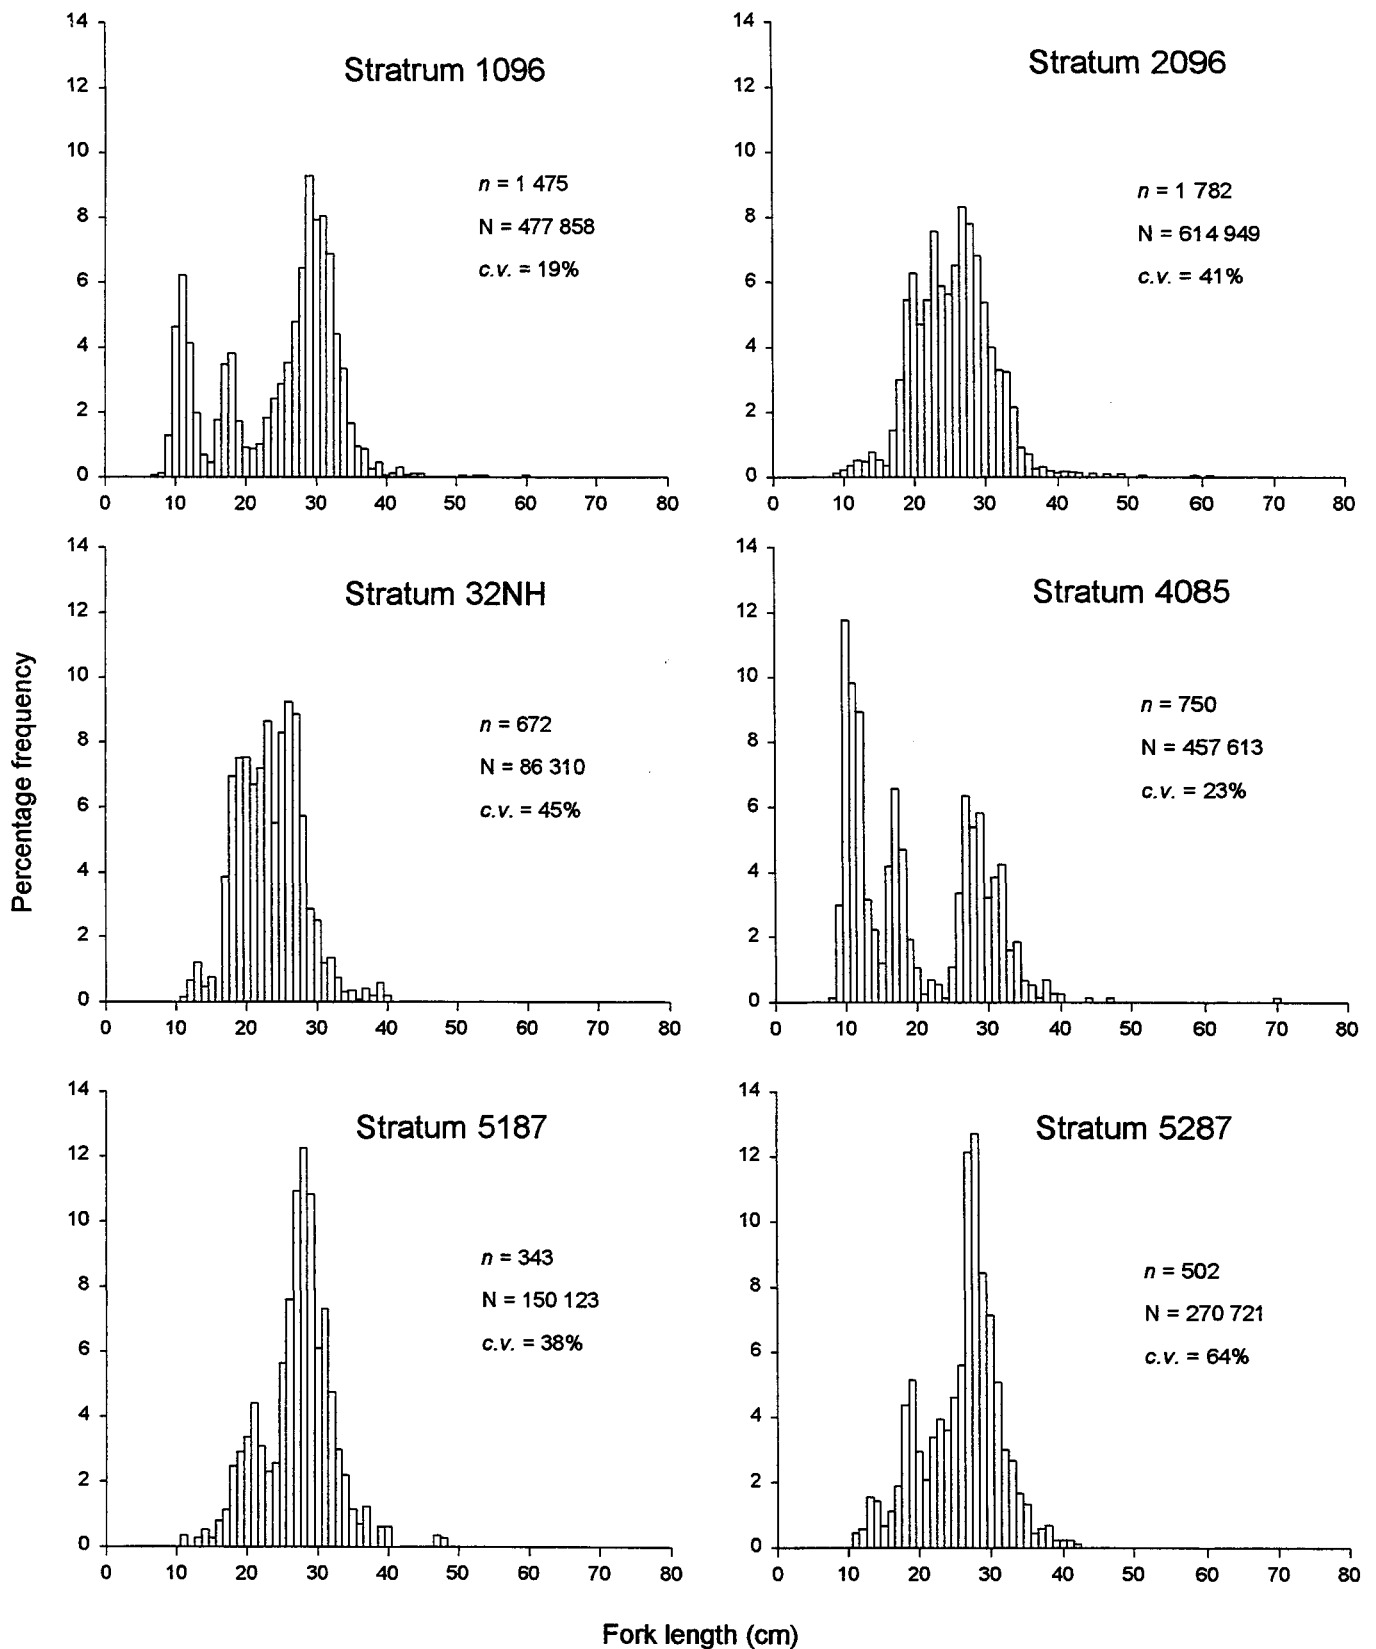 Stratrum 1096
n = 1 475
N = 477 858
c.v. = 19%
14
12
10
8
6
4
2
0
0 10 20 30 40 50 60 70 80
Stratum 2096
n = 1 782
N = 614 949
c.v. = 41%
14
12
10
8
6
4
2
0
0 10 20 30 40 50 60 70 80
Percentage frequency
Stratum 32NH
n = 672
N = 86 310
c.v. = 45%
14
12
10
8
6
4
2
0
0 10 20 30 40 50 60 70 80
Stratum 4085
n = 750
N = 457 613
c.v. = 23%
14
12
10
8
6
4
2
0
0 10 20 30 40 50 60 70 80
Stratum 5187
n = 343
N = 150 123
c.v. = 38%
14
12
10
8
6
4
2
0
0 10 20 30 40 50 60 70 80
Stratum 5287
n = 502
N = 270 721
c.v. = 64%
14
12
10
8
6
4
2
0
0 10 20 30 40 50 60 70 80
Fork length (cm)